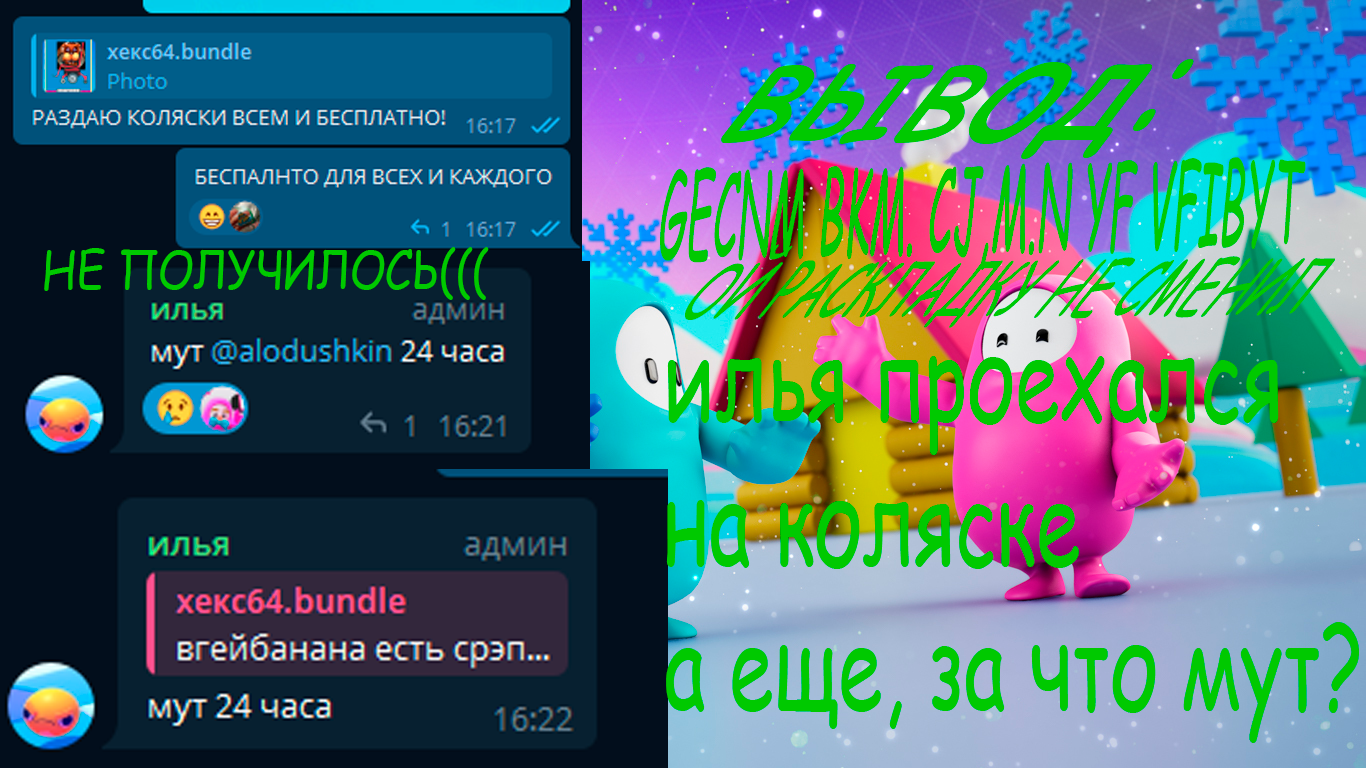 хекс64.bundle
Photo
РАЗДАЮ КОЛЯСКИ ВСЕМ И БЕСПЛАТНО!
16:17
БЕСПАЛНТО ДЛЯ ВСЕХ И КАЖДОГО
1 16:17
НЕ ПОЛУЧИЛОСЬ(((
илья админ
мут @alodushkin 24 часа
1 16:21
илья админ
хекс64.bundle
вгейбанана есть срэп...
мут 24 часа
16:22
ВЫВОД:
GECNM BKM. CJ,M.N YF VFIBYT
ОЙ РАСКЛАДКУ НЕ СМЕНИЛ
илья проехался
на коляске
а еще, за что мут?